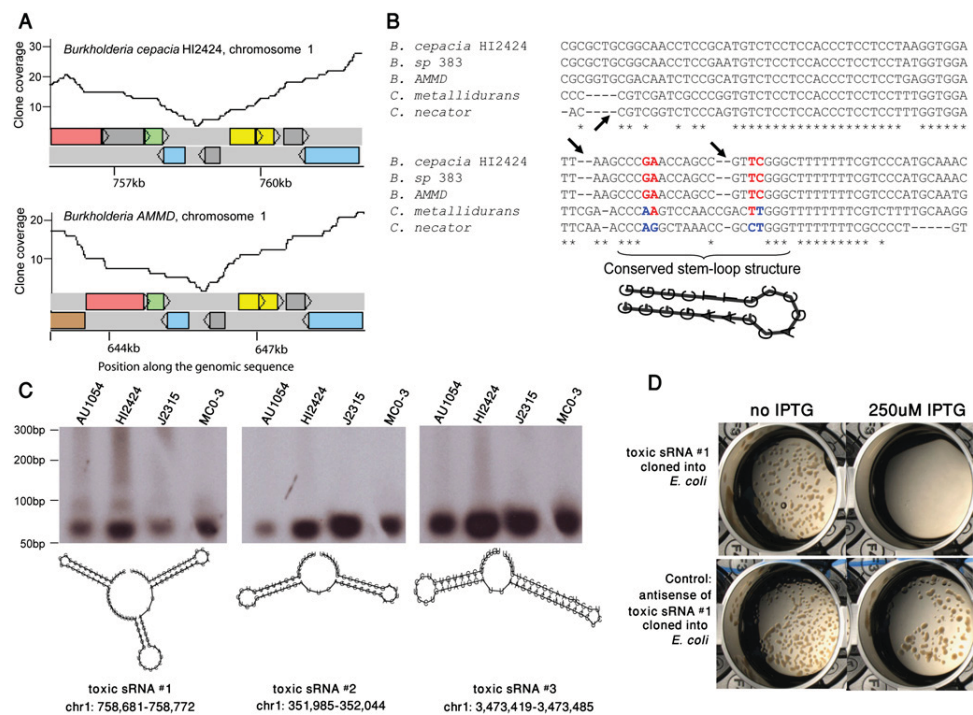 A
Burkholderia cepacia HI2424, chromosome 1
Clone coverage
30
20
10
757kb
760kb
Burkholderia AMMD, chromosome 1
Clone coverage
20
10
644kb
647kb
Position along the genomic sequence
B
B. cepacia HI2424 CGCGCTGCGGCAACCTCCGCATGTCTCCTCCACCCTCCTCCTAAGGTGGA
B. sp 383 CGCGCTGCGGCAACCTCCGAATGTCTCCTCCACCCTCCTCCTATGGTGGA
B. AMMD CGCGGTGCGACAATCTCCGCATGTCTCCTCCACCCTCCTCCTGAGGTGGA
C. metallidurans CCC----CGTCGATCGCCCGCATGTCTCCTCCACCCTCCTCCTTTGGTGGA
C. necator -AC----CGTCGGTCTCCCAGTGTCTCCTCCACCCTCCTCCTTTGGTGGA
B. cepacia HI2424 TT--AAGCCCGAACCAGCC--GTTCGGGCTTTTTTTCGTCCCATGCAAAC
B. sp 383 TT--AAGCCCGAACCAGCC--GTTCGGGCTTTTTTTCGTCCCATGCAAAC
B. AMMD TT--AAGCCCGAACCAGCC--GTTCGGGCTTTTTTTCGTCCCATGCAATG
C. metallidurans TTCGA-ACCCAAGTCCAACCGACTTGGGTTTTTTTCGTCTTTTGCAAGG
C. necator TTCAA-ACCCAGGCTAAACC-GCCCTGGGTTTTTTTCGCCCCT-----GT
Conserved stem-loop structure
C
AU1054
HI2424
J2315
MC0-3
AU1054
HI2424
J2315
MC0-3
AU1054
HI2424
J2315
MC0-3
300bp
200bp
100bp
50bp
toxic sRNA #1
chr1: 758,681-758,772
toxic sRNA #2
chr1: 351,985-352,044
toxic sRNA #3
chr1: 3,473,419-3,473,485
D
no IPTG
250uM IPTG
toxic sRNA #1
cloned into
E. coli
Control:
antisense of
toxic sRNA #1
cloned into
E. coli